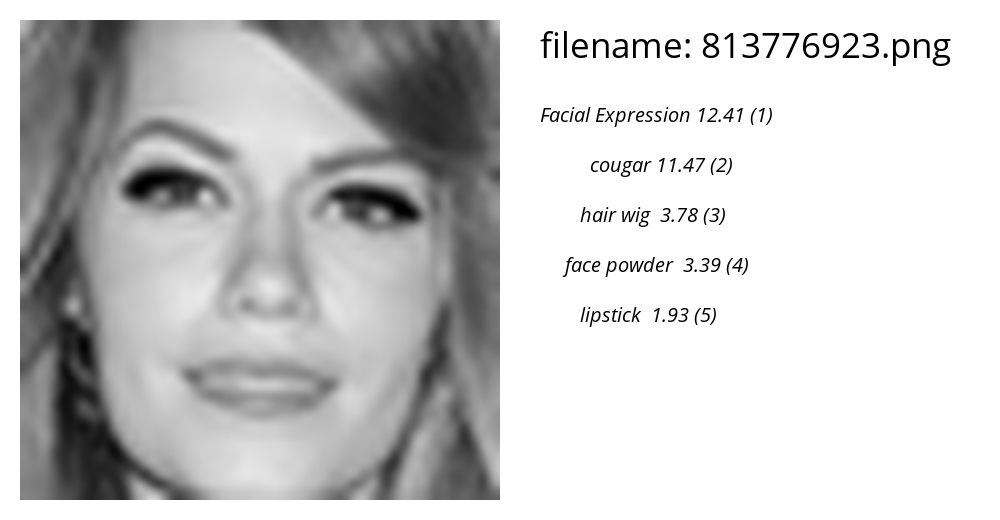 filename: 813776923.png
Facial Expression 12.41 (1)
cougar 11.47 (2)
hair wig 3.78 (3)
face powder 3.39 (4)
lipstick 1.93 (5)